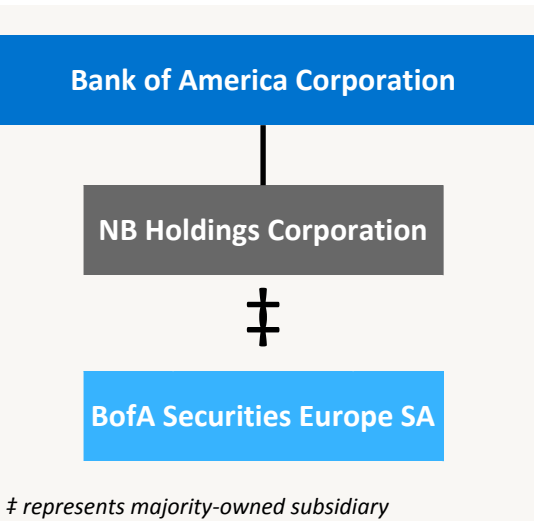 Bank of America Corporation
NB Holdings Corporation
‡
BofA Securities Europe SA
‡ represents majority-owned subsidiary